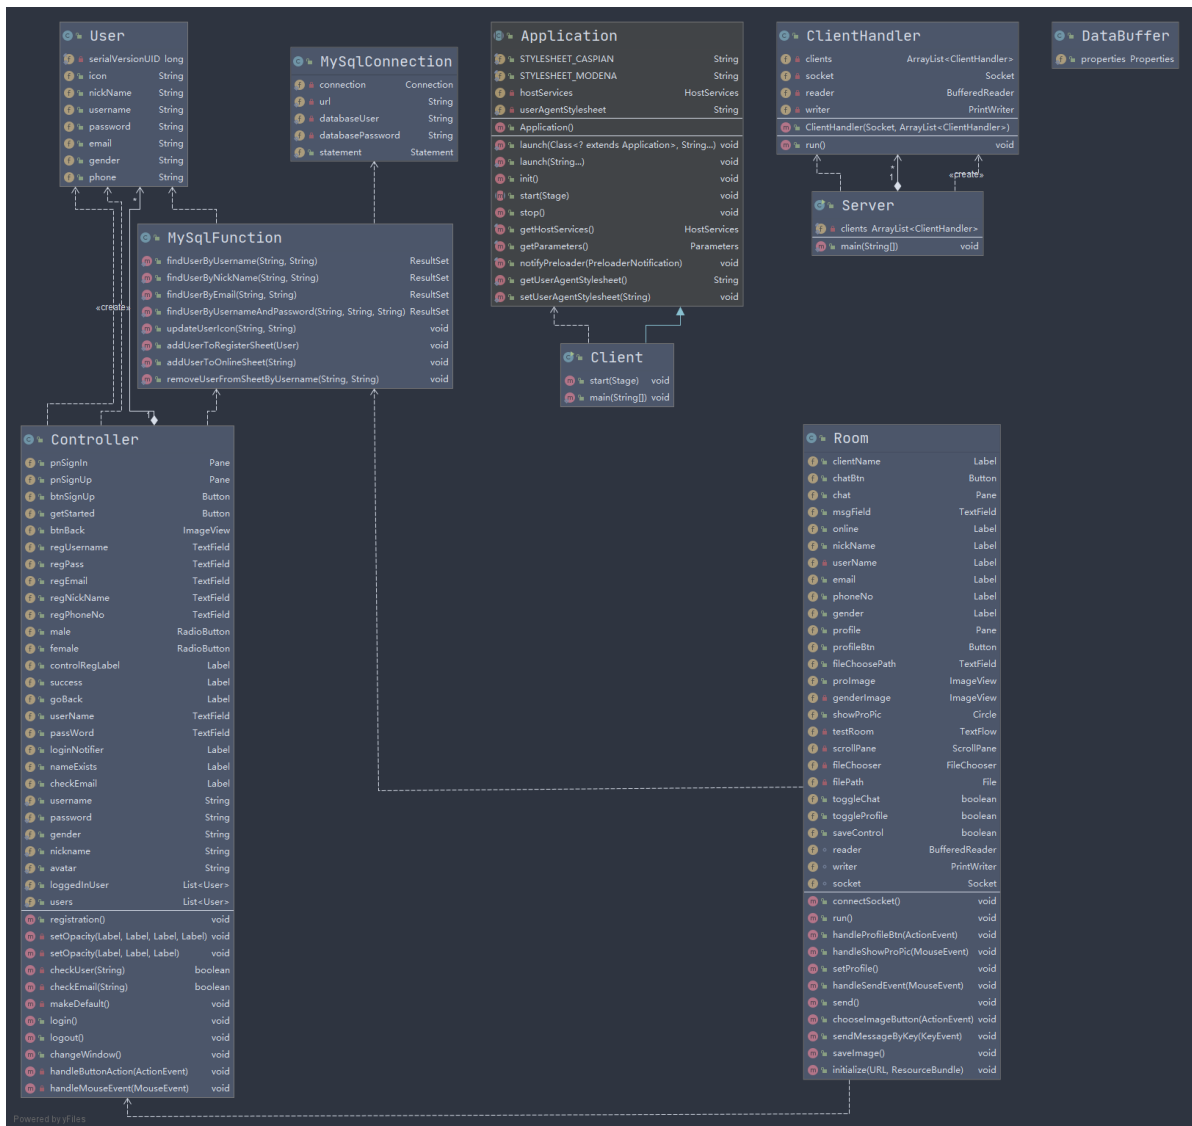 User
serialVersionUID long
icon String
nickName String
username String
password String
email String
gender String
phone String
MySqlConnection
connection Connection
url String
databaseUser String
databasePassword String
statement Statement
Application
STYLESHEET_CASPIAN String
STYLESHEET_MODENA String
hostServices HostServices
userAgentStylesheet String
Application()
launch(Class<? extends Application>, String...) void
launch(String...) void
init() void
start(Stage) void
stop() void
getHostServices() HostServices
getParameters() Parameters
notifyPreloader(PreloaderNotification) void
getUserAgentStylesheet() String
setUserAgentStylesheet(String) void
ClientHandler
clients ArrayList<ClientHandler>
socket Socket
reader BufferedReader
writer PrintWriter
ClientHandler(Socket, ArrayList<ClientHandler>)
run() void
DataBuffer
properties Properties
*
1
«create»
Server
clients ArrayList<ClientHandler>
main(String[]) void
*
MySqlFunction
findUserByUsername(String, String) ResultSet
findUserByNickName(String, String) ResultSet
findUserByEmail(String, String) ResultSet
findUserByUsernameAndPassword(String, String, String) ResultSet
updateUserIcon(String, String) void
addUserToRegisterSheet(User) void
addUserToOnlineSheet(String) void
removeUserFromSheetByUsername(String, String) void
«create»
1
Client
start(Stage) void
main(String[]) void
Controller
pnSignIn Pane
pnSignUp Pane
btnSignUp Button
getStarted Button
btnBack ImageView
regUsername TextField
regPass TextField
regEmail TextField
regNickName TextField
regPhoneNo TextField
male RadioButton
female RadioButton
controlRegLabel Label
success Label
goBack Label
userName TextField
passWord TextField
loginNotifier Label
nameExists Label
checkEmail Label
username String
password String
gender String
nickname String
avatar String
loggedInUser List<User>
users List<User>
registration() void
setOpacity(Label, Label, Label, Label) void
setOpacity(Label, Label, Label) void
checkUser(String) boolean
checkEmail(String) boolean
makeDefault() void
login() void
logout() void
changeWindow() void
handleButtonAction(ActionEvent) void
handleMouseEvent(MouseEvent) void
Room
clientName Label
chatBtn Button
chat Pane
msgField TextField
online Label
nickName Label
userName Label
email Label
phoneNo Label
gender Label
profile Pane
profileBtn Button
fileChoosePath TextField
proImage ImageView
genderImage ImageView
showProPic Circle
testRoom TextFlow
scrollPane ScrollPane
fileChooser FileChooser
filePath File
toggleChat boolean
toggleProfile boolean
saveControl boolean
reader BufferedReader
writer PrintWriter
socket Socket
connectSocket() void
run() void
handleProfileBtn(ActionEvent) void
handleShowProPic(MouseEvent) void
setProfile() void
handleSendEvent(MouseEvent) void
send() void
chooseImageButton(ActionEvent) void
sendMessageByKey(KeyEvent) void
saveImage() void
initialize(URL, ResourceBundle) void
Powered by yFiles